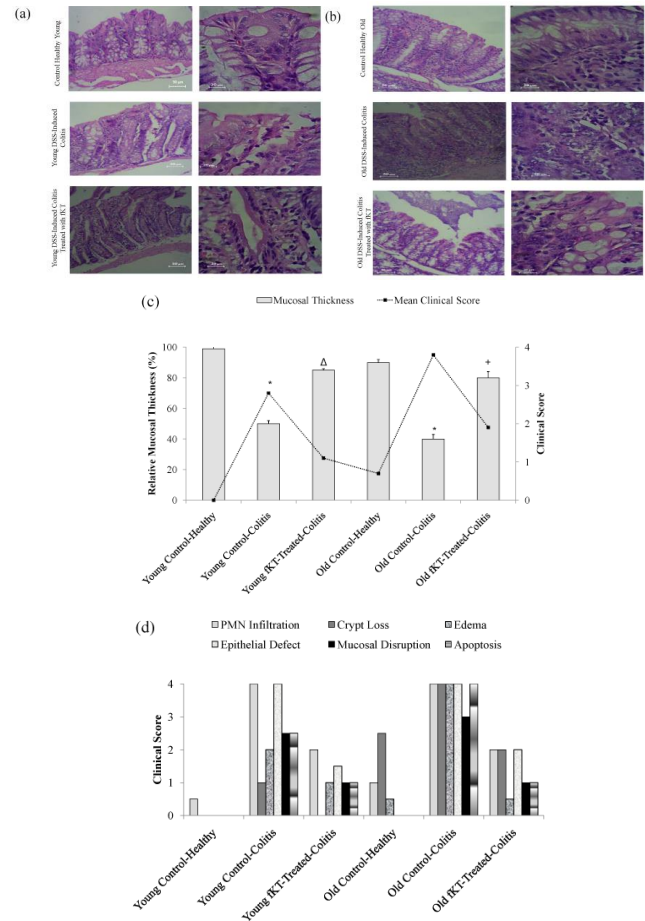 (a)
Control Healthy Young
Young DSS-Induced
Colitis
Young DSS-Induced Colitis
Treated with fKT
(b)
Control Healthy Old
Old DSS-Induced Colitis
Old DSS-Induced Colitis
Treated with fKT
(c)
Mucosal Thickness
Mean Clinical Score
Relative Mucosal Thickness (%)
100
80
60
40
20
0
*
Δ
*
+
4
3
2
1
0
Clinical Score
Young Control-Healthy
Young Control-Colitis
Young fKT-Treated-Colitis
Old Control-Healthy
Old Control-Colitis
Old fKT-Treated-Colitis
(d)
PMN Infiltration
Crypt Loss
Edema
Epithelial Defect
Mucosal Disruption
Apoptosis
Clinical Score
4
3
2
1
0
Young Control-Healthy
Young Control-Colitis
Young fKT-Treated-Colitis
Old Control-Healthy
Old Control-Colitis
Old fKT-Treated-Colitis